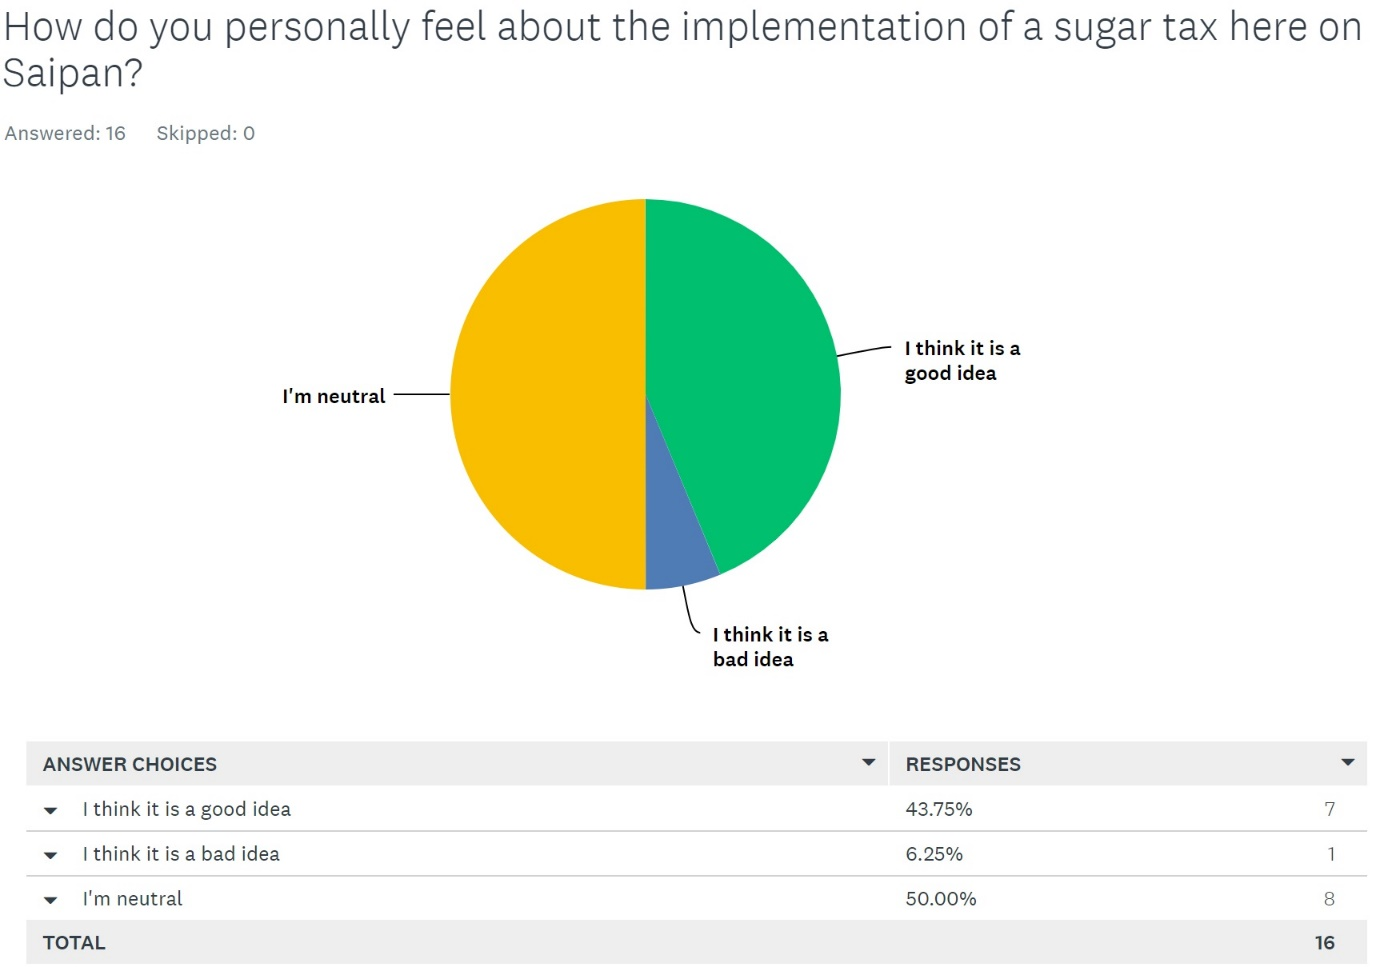 How do you personally feel about the implementation of a sugar tax here on
Saipan?
Answered: 16 Skipped: 0
I think it is a
good idea
I'm neutral
I think it is a
bad idea
ANSWER CHOICES RESPONSES
I think it is a good idea 43.75% 7
I think it is a bad idea 6.25% 1
I'm neutral 50.00% 8
TOTAL 16